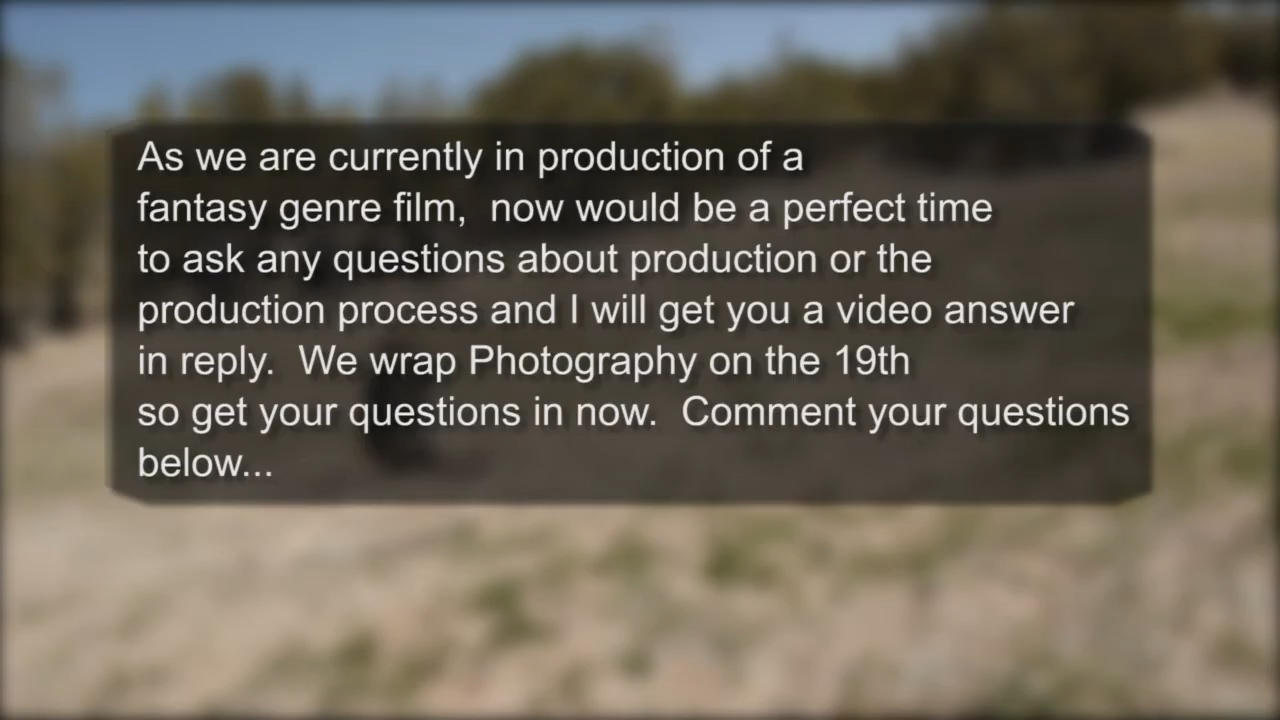 As we are currently in production of a
fantasy genre film,  now would be a perfect time
to ask any questions about production or the
production process and I will get you a video answer
in reply.  We wrap Photography on the 19th
so get your questions in now.  Comment your questions
below...